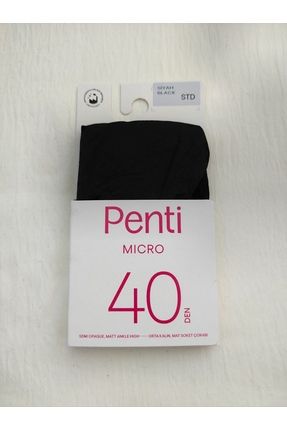 SİYAH
BLACK
STD
Penti
MICRO
40 DEN
SEMI OPAQUE, MATT ANKLE HIGH ORTA KALIN, MAT SOKET ÇORABI